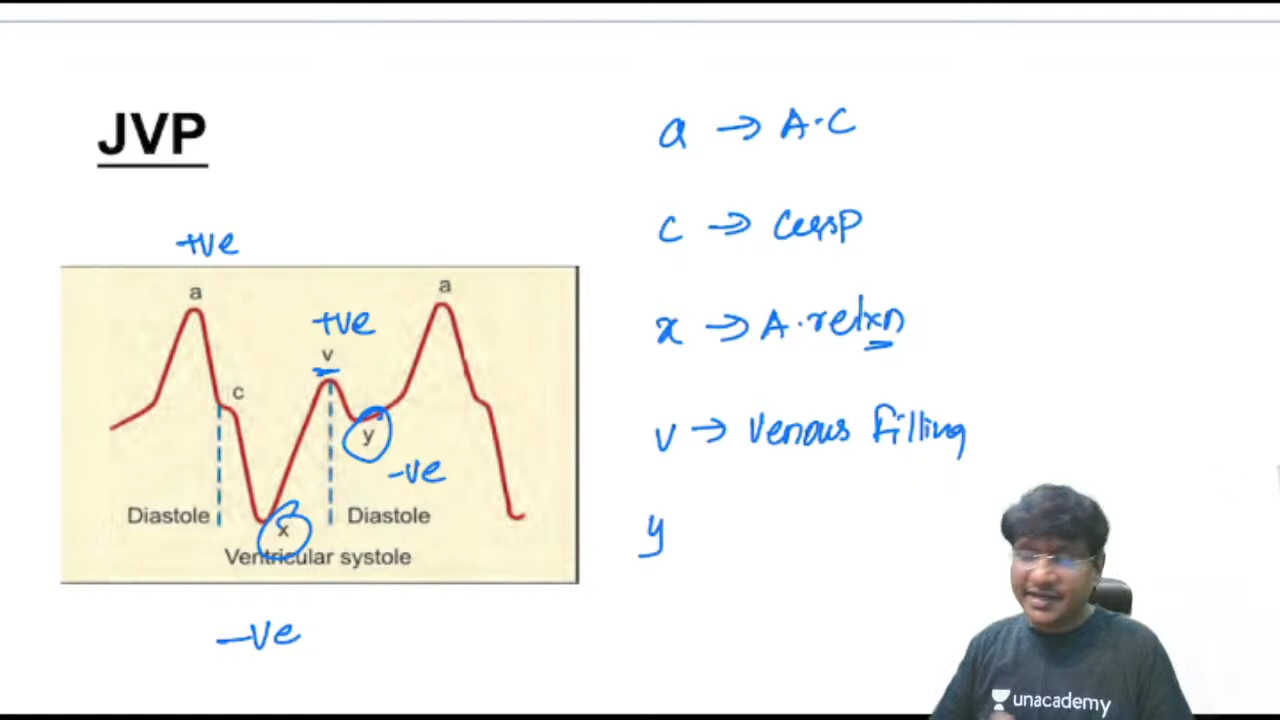 JVP
+ve
a
a
+ve
v
c
y
-ve
Diastole
x
Diastole
Ventricular systole
-ve
a → A.C
c → Cusp
x → A.relxn
v → Venous filling
y
unacademy